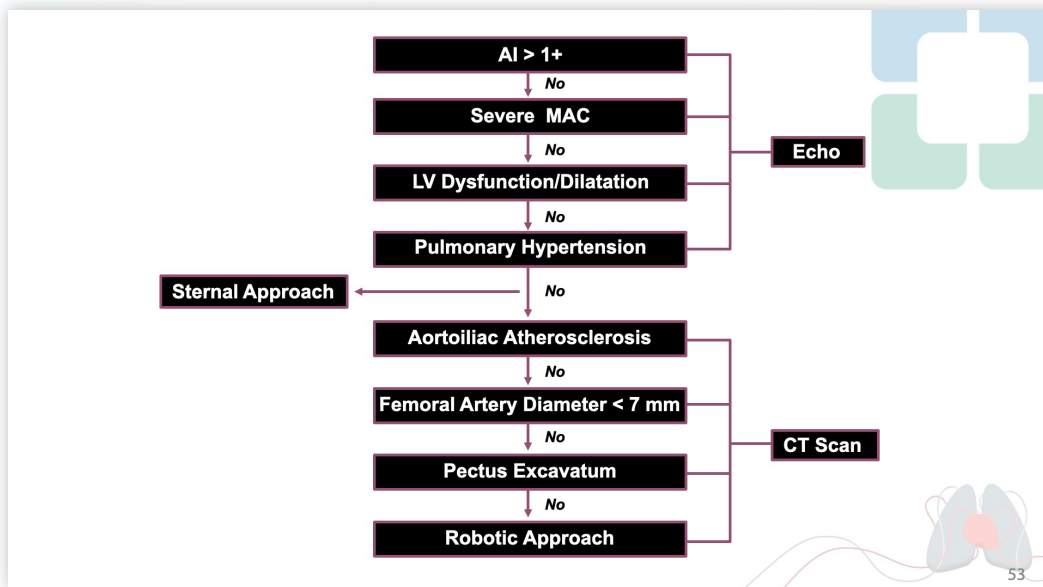 AI > 1+
No
Severe MAC
No
Echo
LV Dysfunction/Dilatation
No
Pulmonary Hypertension
Sternal Approach
No
Aortoiliac Atherosclerosis
No
Femoral Artery Diameter < 7 mm
No
CT Scan
Pectus Excavatum
No
Robotic Approach
53